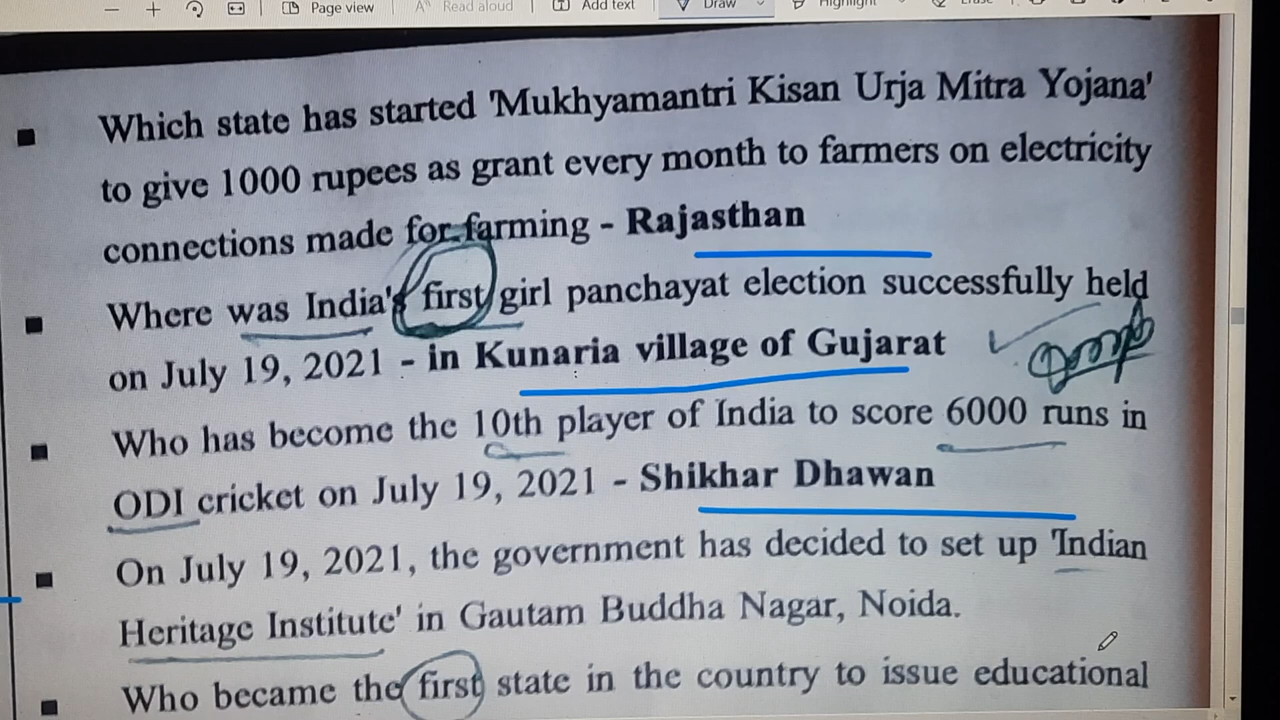 Page view
Read aloud
Add text
Draw
Highlight
Erase
Which state has started 'Mukhyamantri Kisan Urja Mitra Yojana'
to give 1000 rupees as grant every month to farmers on electricity
connections made for farming - Rajasthan
Where was India's first girl panchayat election successfully held
on July 19, 2021 - in Kunaria village of Gujarat
Who has become the 10th player of India to score 6000 runs in
ODI cricket on July 19, 2021 - Shikhar Dhawan
On July 19, 2021, the government has decided to set up 'Indian
Heritage Institute' in Gautam Buddha Nagar, Noida.
Who became the first state in the country to issue educational